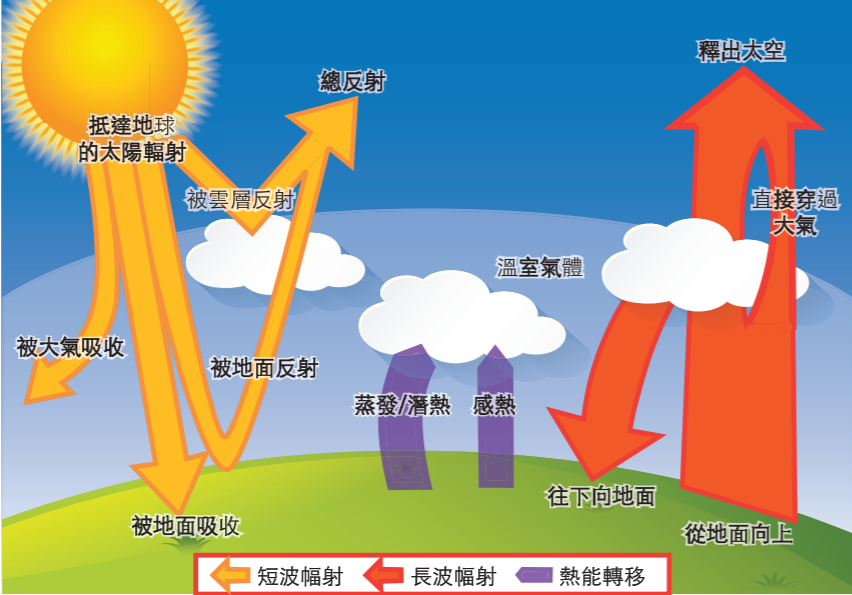 抵達地球
的太陽輻射
總反射
釋出太空
被雲層反射
直接穿過
大氣
溫室氣體
被大氣吸收
被地面反射
蒸發/潛熱
感熱
往下向地面
被地面吸收
從地面向上
短波幅射
長波幅射
熱能轉移